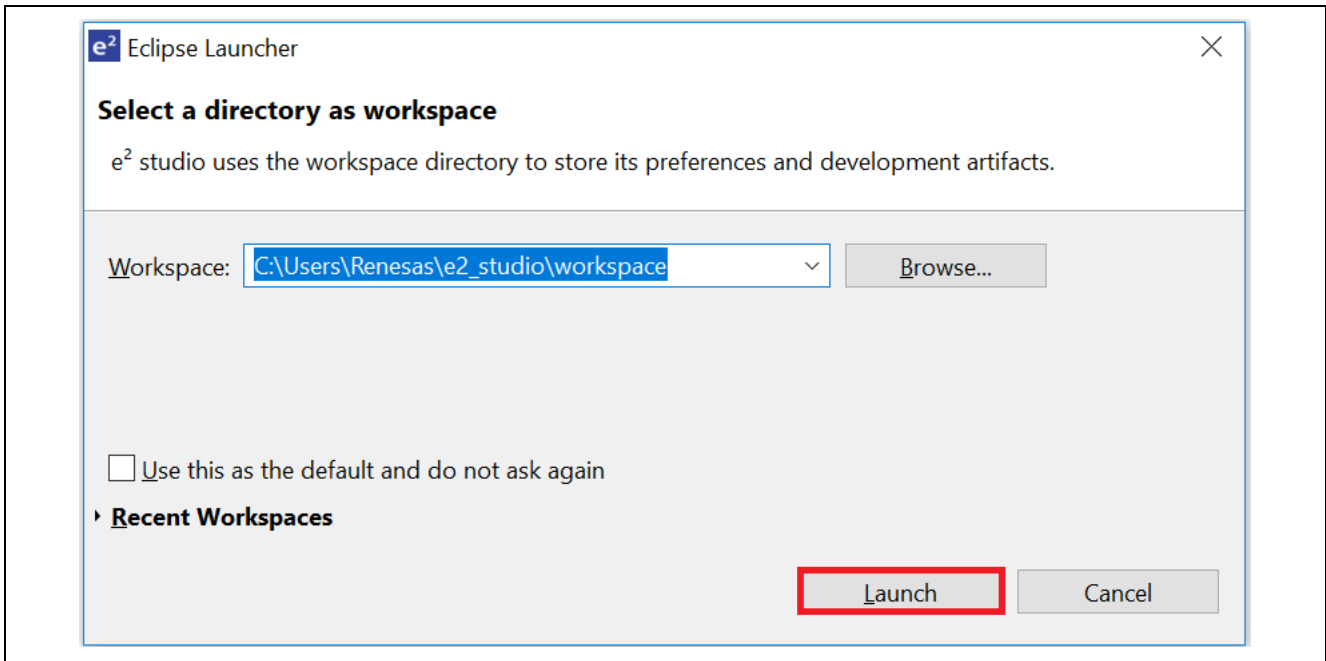 e² Eclipse Launcher
Select a directory as workspace
e² studio uses the workspace directory to store its preferences and development artifacts.
Workspace: C:\Users\Renesas\e2_studio\workspace Browse...
Use this as the default and do not ask again
Recent Workspaces
Launch Cancel